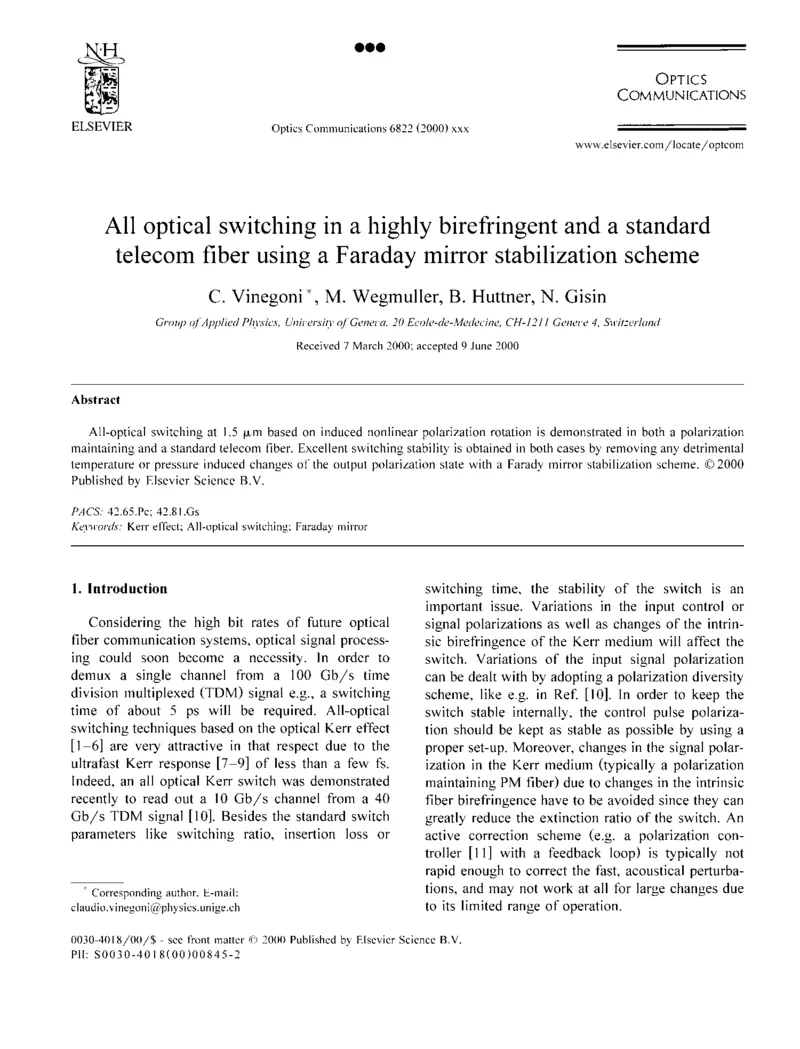 N·H
ELSEVIER
Optics Communications 6822 (2000) xxx
OPTICS
COMMUNICATIONS
www.elsevier.com/locate/optcom
All optical switching in a highly birefringent and a standard
telecom fiber using a Faraday mirror stabilization scheme
C. Vinegoni *, M. Wegmuller, B. Huttner, N. Gisin
Group of Applied Physics, University of Geneva, 20 Ecole-de-Medecine, CH-1211 Geneve 4, Switzerland
Received 7 March 2000; accepted 9 June 2000
Abstract
All-optical switching at 1.5 μm based on induced nonlinear polarization rotation is demonstrated in both a polarization
maintaining and a standard telecom fiber. Excellent switching stability is obtained in both cases by removing any detrimental
temperature or pressure induced changes of the output polarization state with a Farady mirror stabilization scheme. © 2000
Published by Elsevier Science B.V.
PACS: 42.65.Pc; 42.81.Gs
Keywords: Kerr effect; All-optical switching; Faraday mirror
1. Introduction
Considering the high bit rates of future optical
fiber communication systems, optical signal process-
ing could soon become a necessity. In order to
demux a single channel from a 100 Gb/s time
division multiplexed (TDM) signal e.g., a switching
time of about 5 ps will be required. All-optical
switching techniques based on the optical Kerr effect
[1–6] are very attractive in that respect due to the
ultrafast Kerr response [7–9] of less than a few fs.
Indeed, an all optical Kerr switch was demonstrated
recently to read out a 10 Gb/s channel from a 40
Gb/s TDM signal [10]. Besides the standard switch
parameters like switching ratio, insertion loss or
* Corresponding author. E-mail:
claudio.vinegoni@physics.unige.ch
switching time, the stability of the switch is an
important issue. Variations in the input control or
signal polarizations as well as changes of the intrin-
sic birefringence of the Kerr medium will affect the
switch. Variations of the input signal polarization
can be dealt with by adopting a polarization diversity
scheme, like e.g. in Ref. [10]. In order to keep the
switch stable internally, the control pulse polariza-
tion should be kept as stable as possible by using a
proper set-up. Moreover, changes in the signal polar-
ization in the Kerr medium (typically a polarization
maintaining PM fiber) due to changes in the intrinsic
fiber birefringence have to be avoided since they can
greatly reduce the extinction ratio of the switch. An
active correction scheme (e.g. a polarization con-
troller [11] with a feedback loop) is typically not
rapid enough to correct the fast, acoustical perturba-
tions, and may not work at all for large changes due
to its limited range of operation.
0030-4018/00/$ - see front matter © 2000 Published by Elsevier Science B.V.
PII: S0030-4018(00)00845-2